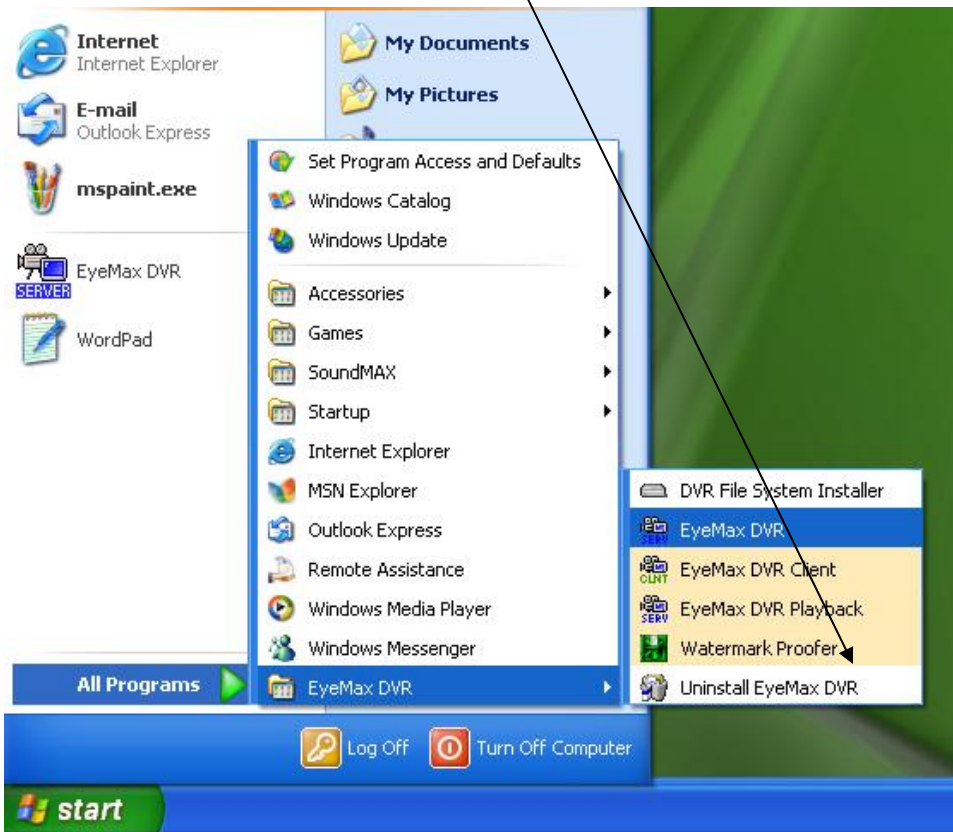 Internet
Internet Explorer
E-mail
Outlook Express
mspaint.exe
EyeMax DVR
SERVER
WordPad
All Programs
My Documents
My Pictures
Set Program Access and Defaults
Windows Catalog
Windows Update
Accessories
Games
SoundMAX
Startup
Internet Explorer
MSN Explorer
Outlook Express
Remote Assistance
Windows Media Player
Windows Messenger
EyeMax DVR
DVR File System Installer
SERV
EyeMax DVR
CLNT
EyeMax DVR Client
SERV
EyeMax DVR Playback
Watermark Proofer
Uninstall EyeMax DVR
Log Off
Turn Off Computer
start